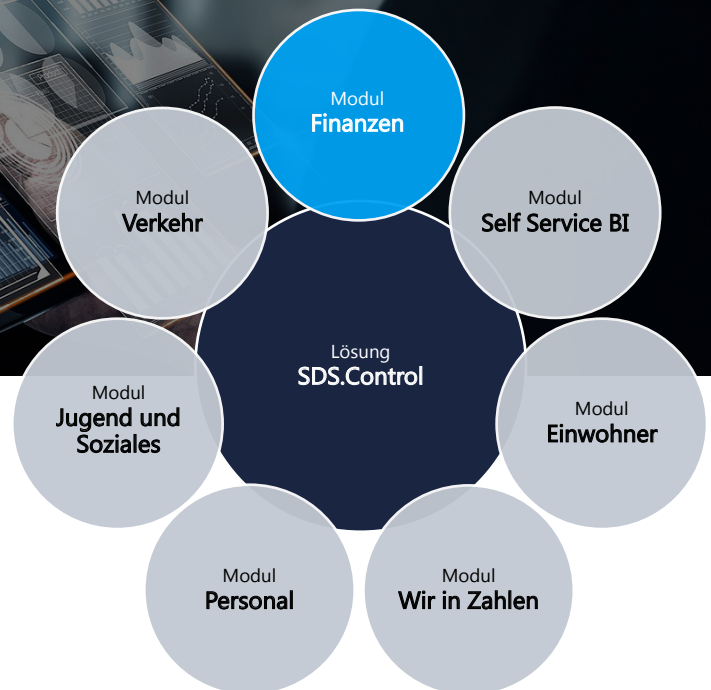 Modul
Finanzen
Modul
Verkehr
Modul
Self Service BI
Lösung
SDS.Control
Modul
Jugend und
Soziales
Modul
Einwohner
Modul
Personal
Modul
Wir in Zahlen